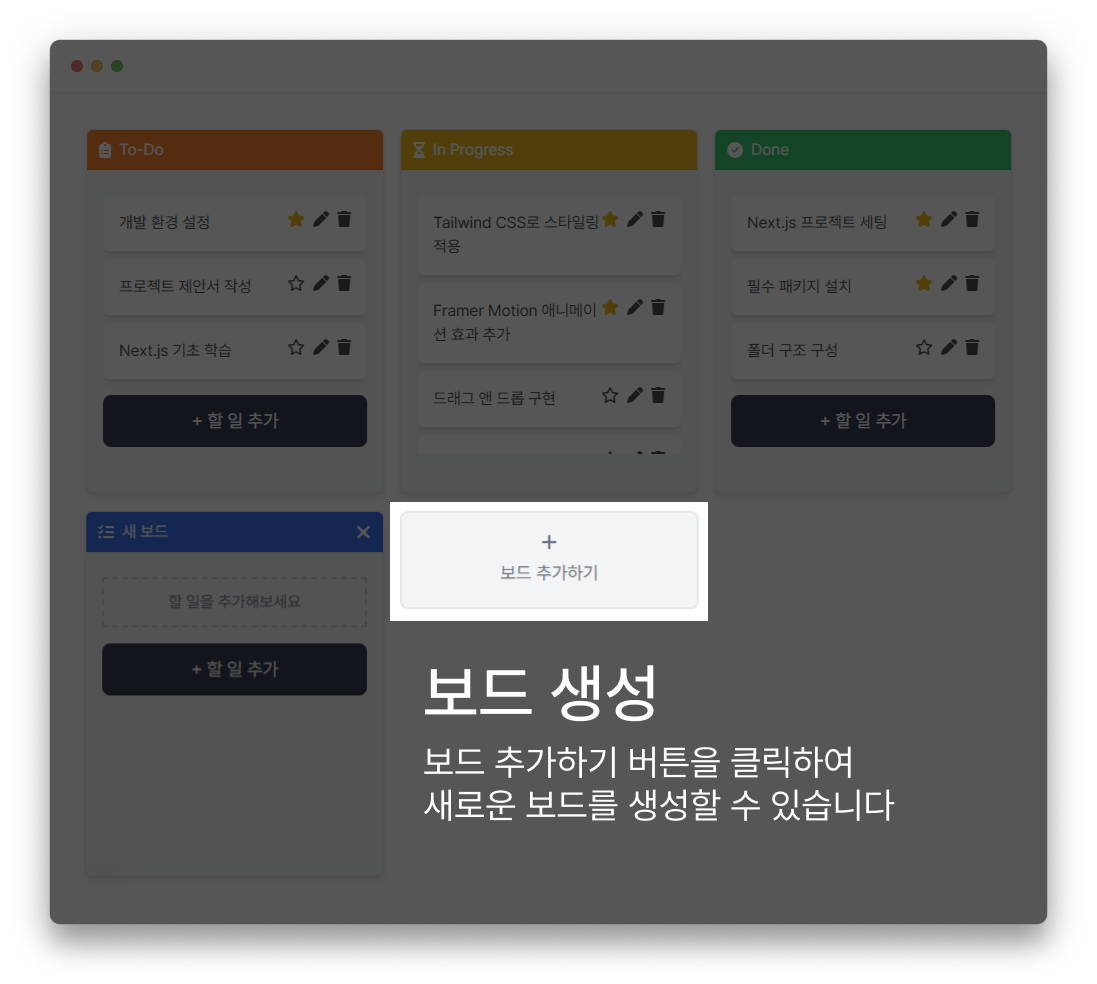 To-Do
개발 환경 설정
프로젝트 제안서 작성
Next.js 기초 학습
+ 할 일 추가
In Progress
Tailwind CSS로 스타일링
적용
Framer Motion 애니메이
션 효과 추가
드래그 앤 드롭 구현
Done
Next.js 프로젝트 세팅
필수 패키지 설치
폴더 구조 구성
+ 할 일 추가
새 보드
할 일을 추가해보세요
+ 할 일 추가
+
보드 추가하기
보드 생성
보드 추가하기 버튼을 클릭하여
새로운 보드를 생성할 수 있습니다